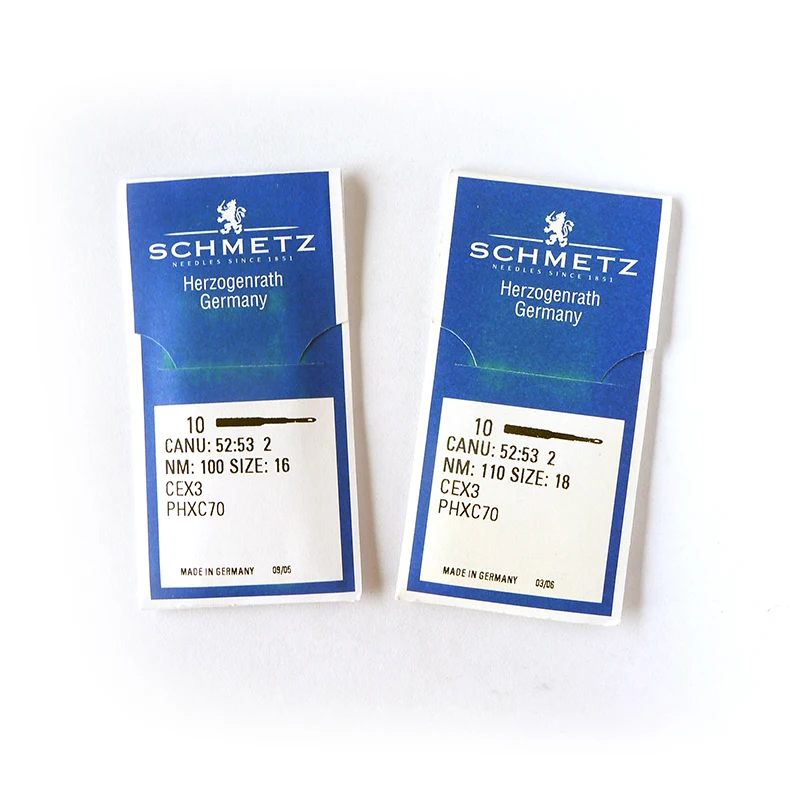 SCHMETZ
NEEDLES SINCE 1851
Herzogenrath
Germany
10
CANU: 52:53 2
NM: 100 SIZE: 16
CEX3
PHXC70
MADE IN GERMANY 09/05
SCHMETZ
NEEDLES SINCE 1851
Herzogenrath
Germany
10
CANU: 52:53 2
NM: 110 SIZE: 18
CEX3
PHXC70
MADE IN GERMANY 03/06